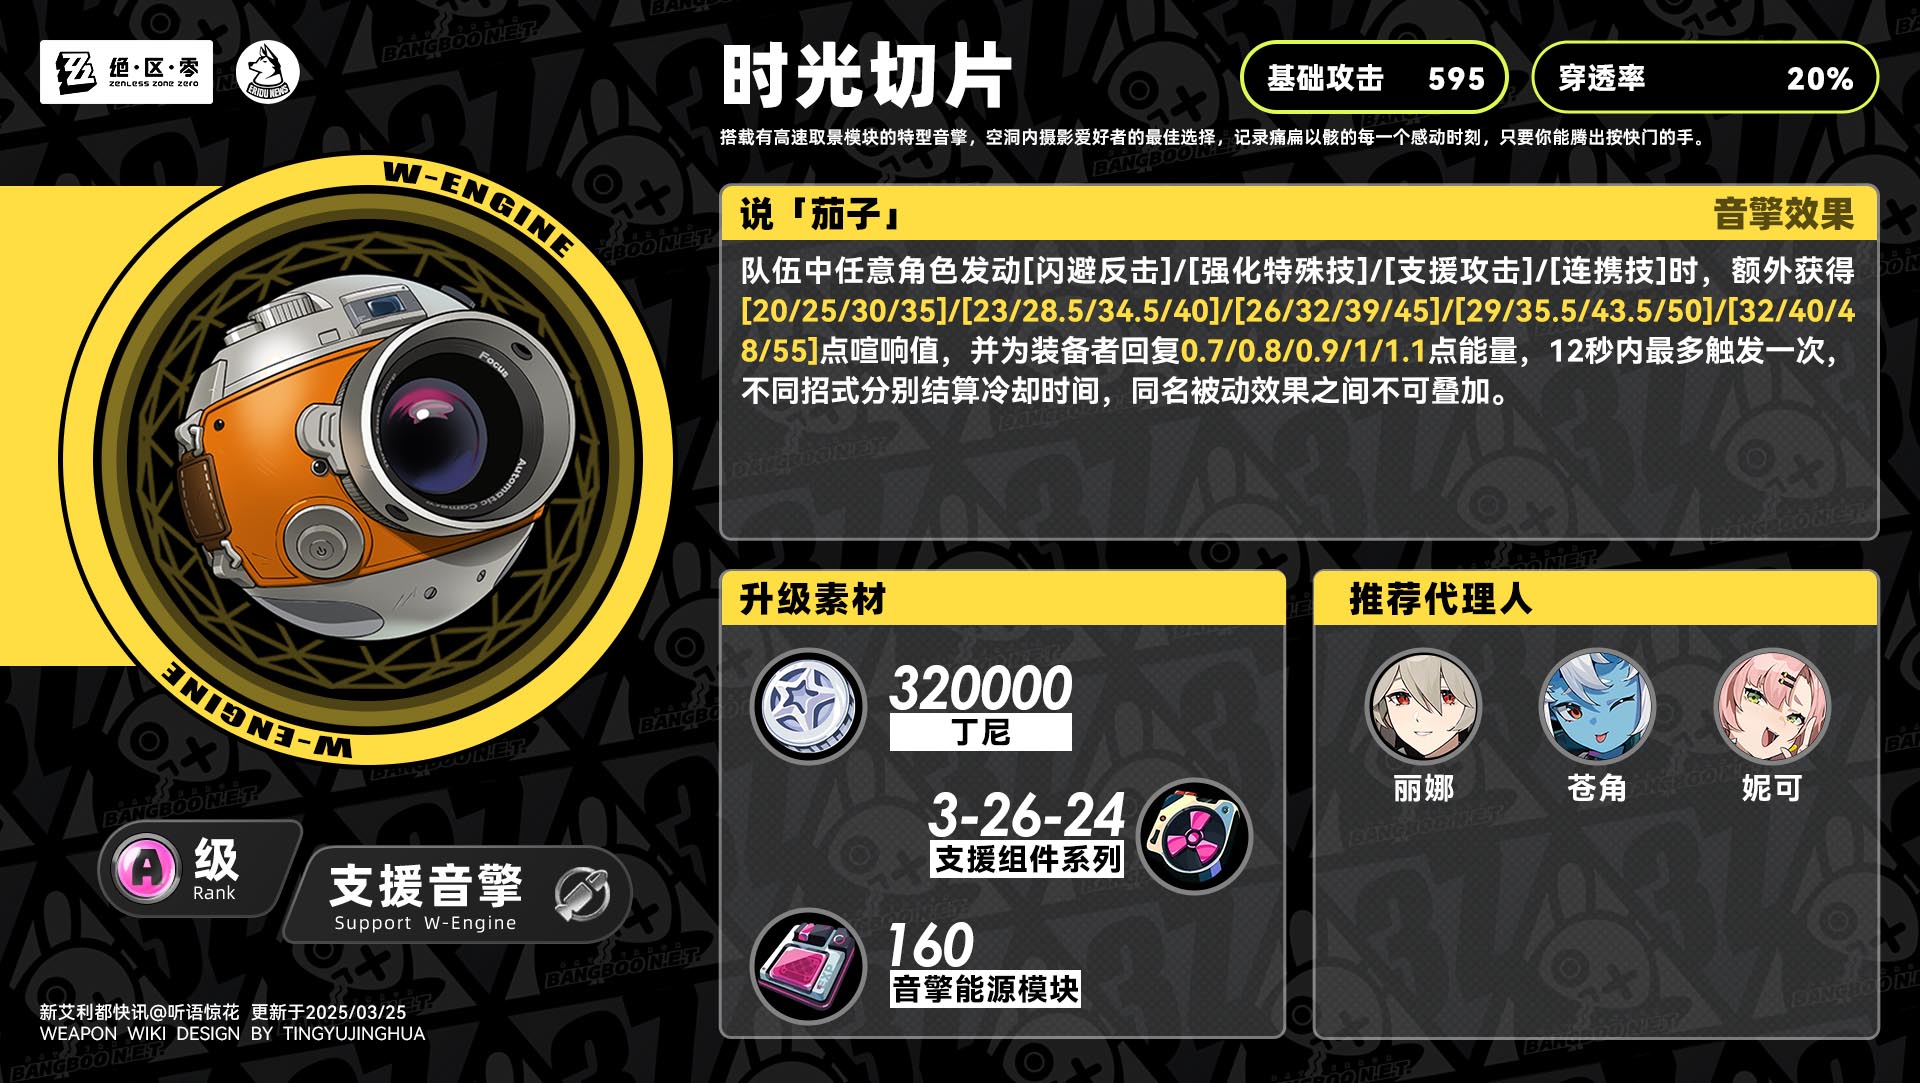 绝·区·零
zenless zone zero
ERIDU NEWS
时光切片
基础攻击 595
穿透率 20%
搭载有高速取景模块的特型音擎，空洞内摄影爱好者的最佳选择，记录痛扁以骸的每一个感动时刻，只要你能腾出按快门的手。
W-ENGINE
Focus
Automatic Camera
W-ENGINE
说「茄子」 音擎效果
队伍中任意角色发动[闪避反击]/[强化特殊技]/[支援攻击]/[连携技]时，额外获得
[20/25/30/35]/[23/28.5/34.5/40]/[26/32/39/45]/[29/35.5/43.5/50]/[32/40/4
8/55]点喧响值，并为装备者回复0.7/0.8/0.9/1/1.1点能量，12秒内最多触发一次，
不同招式分别结算冷却时间，同名被动效果之间不可叠加。
升级素材
320000
丁尼
3-26-24
支援组件系列
160
音擎能源模块
推荐代理人
丽娜
苍角
妮可
A
级
Rank
支援音擎
Support W-Engine
新艾利都快讯@听语惊花 更新于2025/03/25
WEAPON WIKI DESIGN BY TINGYUJINGHUA
BANGBOO N.E.T.